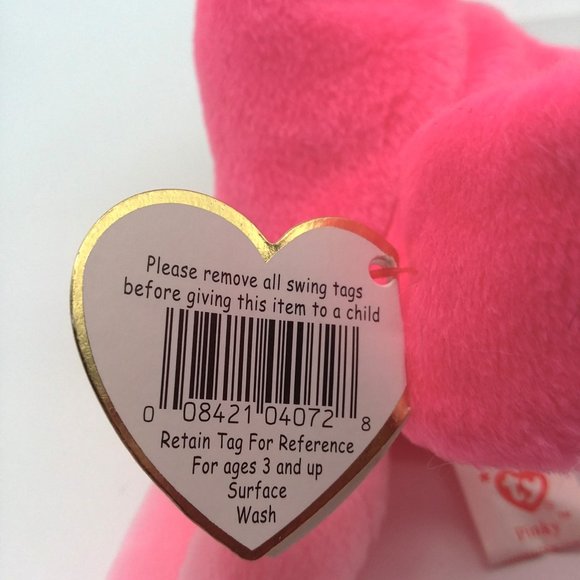 Please remove all swing tags
before giving this item to a child
0 08421 04072 8
Retain Tag For Reference
For ages 3 and up
Surface
Wash
ty
Pinky™